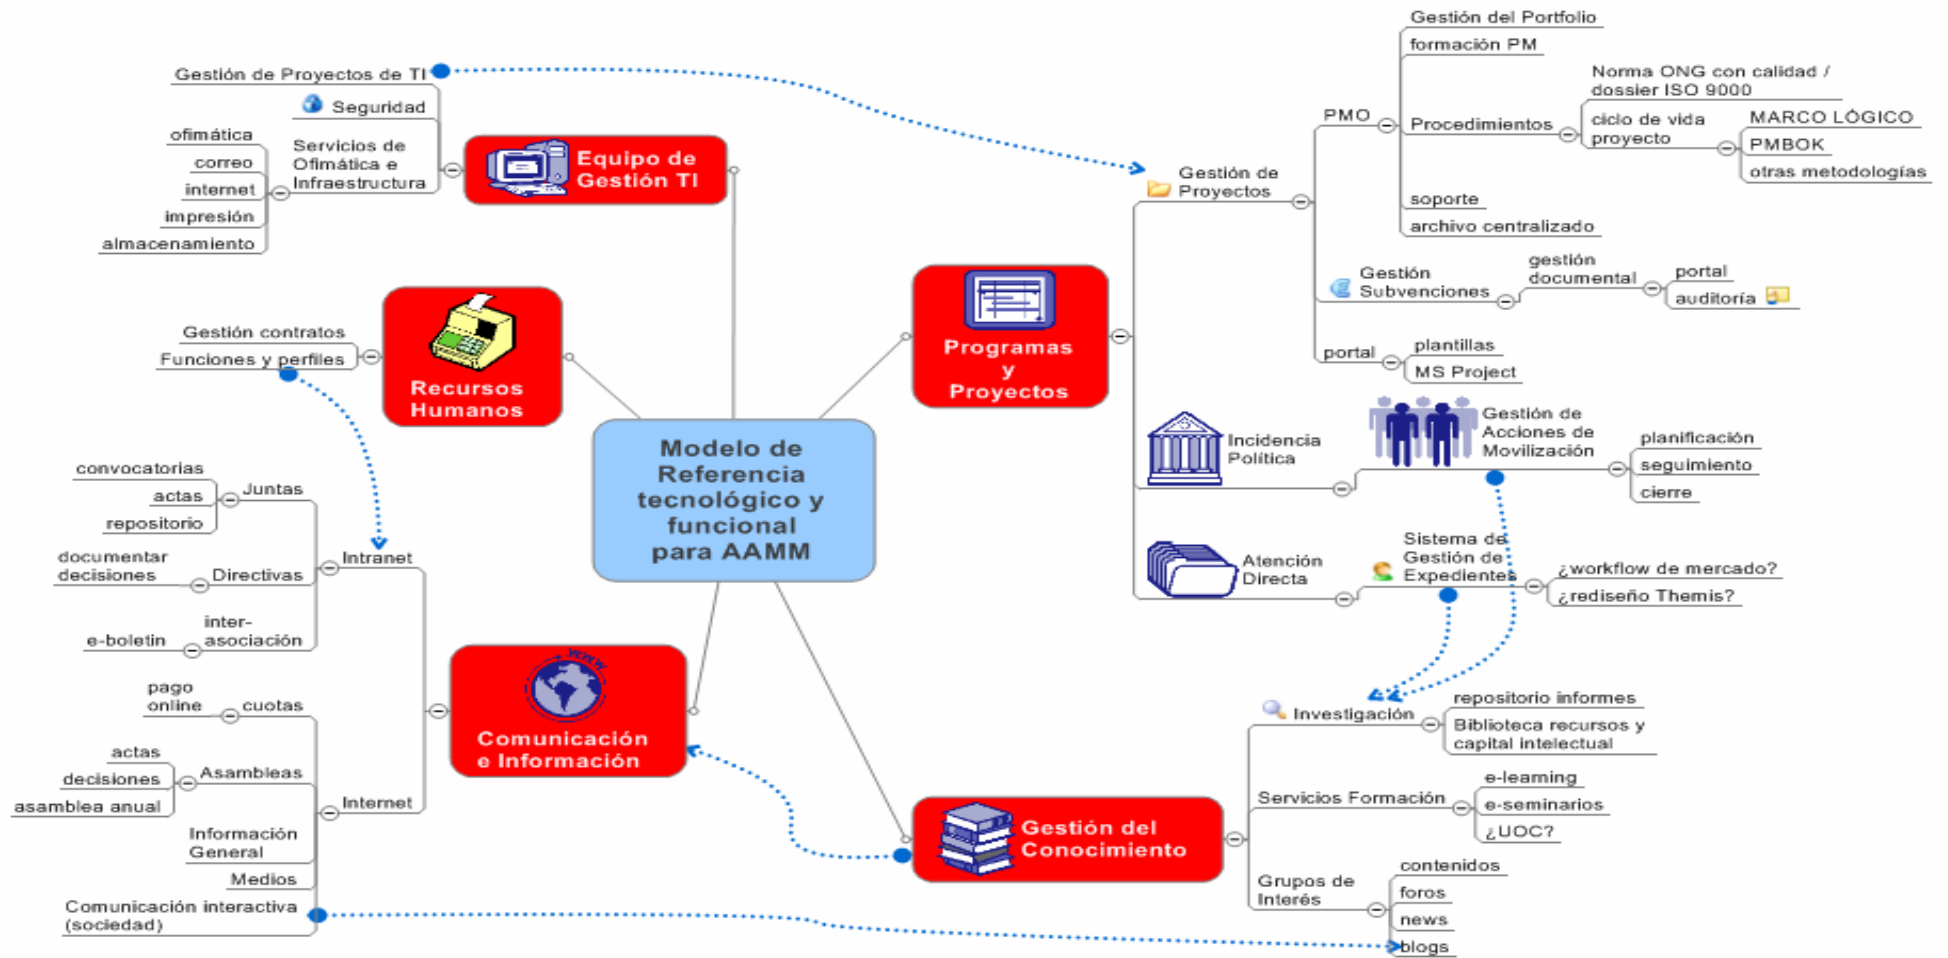 Gestión de Proyectos de TI
Seguridad
Servicios de
Ofimática e
Infraestructura
ofimática
correo
internet
impresión
almacenamiento
Equipo de
Gestión TI
Gestión contratos
Funciones y perfiles
Recursos
Humanos
Modelo de
Referencia
tecnológico y
funcional
para AAMM
convocatorias
actas
repositorio
Juntas
documentar
decisiones
Directivas
e-boletin
inter-
asociación
Intranet
pago
online
cuotas
actas
decisiones
asamblea anual
Asambleas
Información
General
Medios
Comunicación interactiva
(sociedad)
Internet
WWW
Comunicación
e Información
Programas
y
Proyectos
Gestión de
Proyectos
PMO
Gestión del Portfolio
formación PM
Procedimientos
Norma ONG con calidad /
dossier ISO 9000
ciclo de vida
proyecto
MARCO LÓGICO
PMBOK
otras metodologías
soporte
archivo centralizado
Gestión
Subvenciones
gestión
documental
portal
auditoría
portal
plantillas
MS Project
Incidencia
Política
Gestión de
Acciones de
Movilización
planificación
seguimiento
cierre
Atención
Directa
Sistema de
Gestión de
Expedientes
¿workflow de mercado?
¿rediseño Themis?
Gestión del
Conocimiento
Investigación
repositorio informes
Biblioteca recursos y
capital intelectual
Servicios Formación
e-learning
e-seminarios
¿UOC?
Grupos de
Interés
contenidos
foros
news
blogs